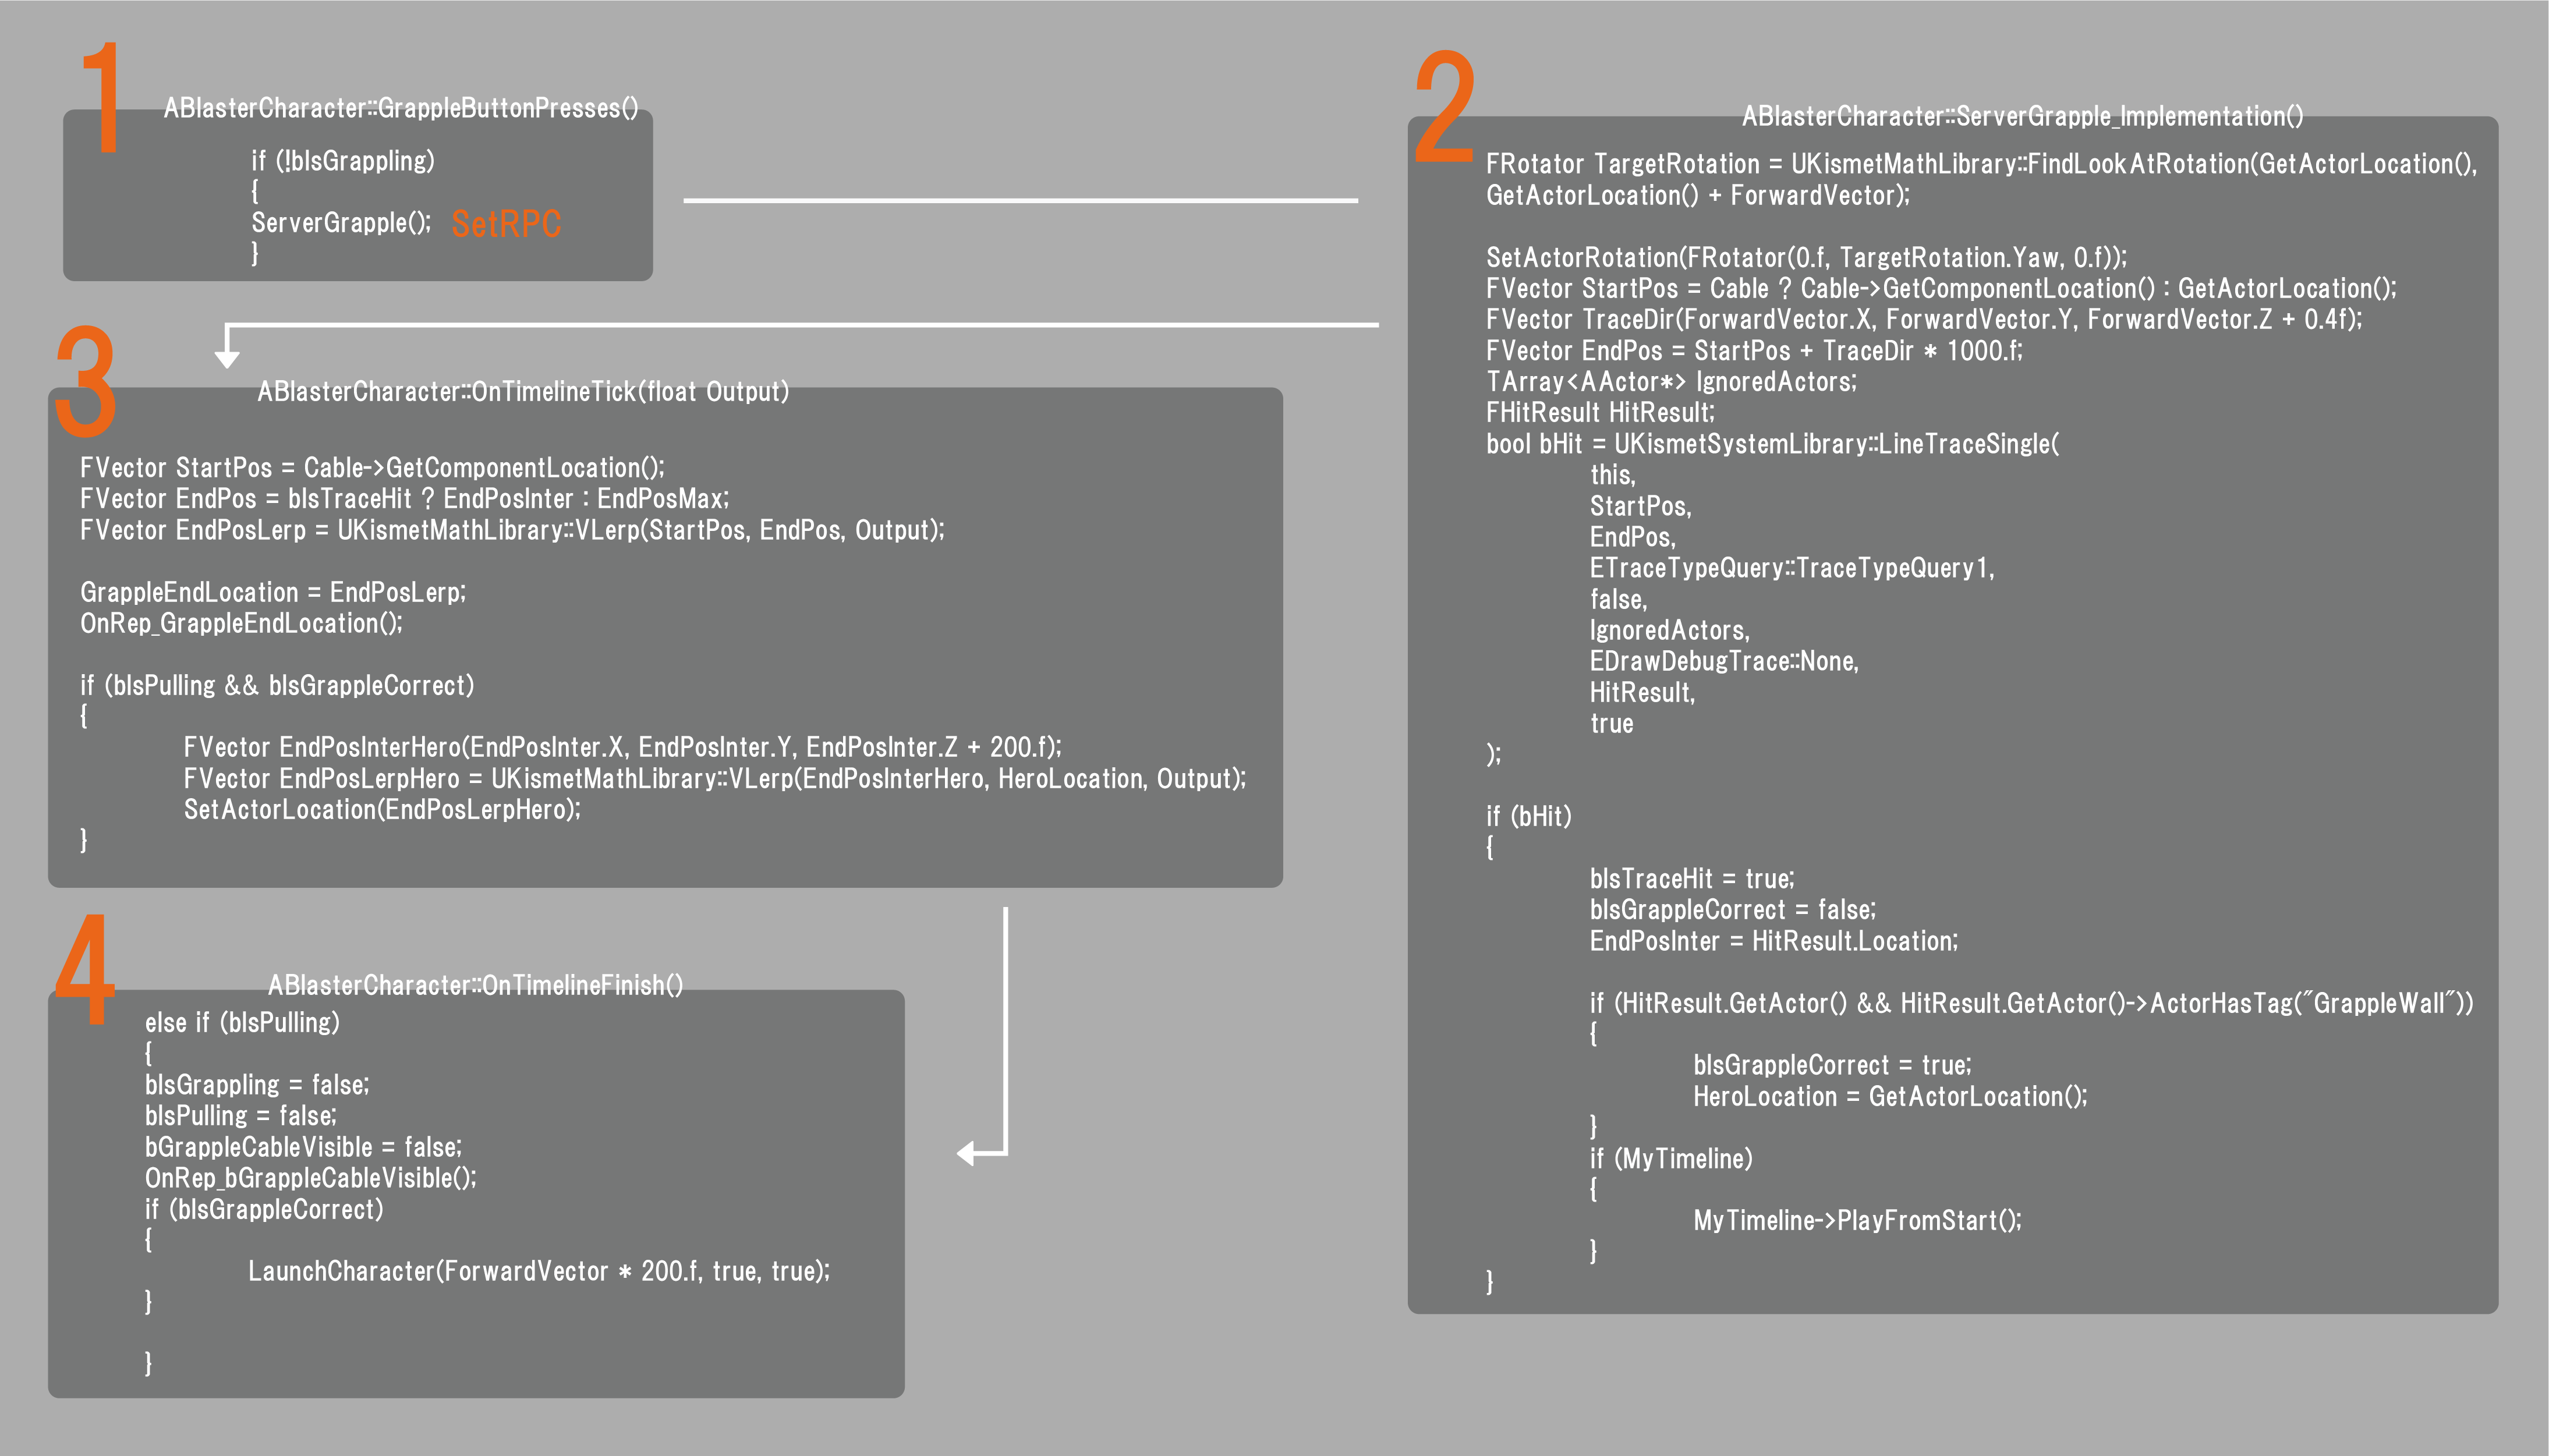 1
ABlasterCharacter::GrappleButtonPresses()
if (!bIsGrappling)
{
ServerGrapple(); SetRPC
}
2
ABlasterCharacter::ServerGrapple_Implementation()
FRotator TargetRotation = UKismetMathLibrary::FindLookAtRotation(GetActorLocation(),
GetActorLocation() + ForwardVector);
SetActorRotation(FRotator(0.f, TargetRotation.Yaw, 0.f));
FVector StartPos = Cable ? Cable->GetComponentLocation() : GetActorLocation();
FVector TraceDir(ForwardVector.X, ForwardVector.Y, ForwardVector.Z + 0.4f);
FVector EndPos = StartPos + TraceDir * 1000.f;
TArray<AActor*> IgnoredActors;
FHitResult HitResult;
bool bHit = UKismetSystemLibrary::LineTraceSingle(
this,
StartPos,
EndPos,
ETraceTypeQuery::TraceTypeQuery1,
false,
IgnoredActors,
EDrawDebugTrace::None,
HitResult,
true
);
if (bHit)
{
bIsTraceHit = true;
bIsGrappleCorrect = false;
EndPosInter = HitResult.Location;
if (HitResult.GetActor() && HitResult.GetActor()->ActorHasTag("GrappleWall"))
{
bIsGrappleCorrect = true;
HeroLocation = GetActorLocation();
}
if (MyTimeline)
{
MyTimeline->PlayFromStart();
}
}
3
ABlasterCharacter::OnTimelineTick(float Output)
FVector StartPos = Cable->GetComponentLocation();
FVector EndPos = bIsTraceHit ? EndPosInter : EndPosMax;
FVector EndPosLerp = UKismetMathLibrary::VLerp(StartPos, EndPos, Output);
GrappleEndLocation = EndPosLerp;
OnRep_GrappleEndLocation();
if (bIsPulling && bIsGrappleCorrect)
{
FVector EndPosInterHero(EndPosInter.X, EndPosInter.Y, EndPosInter.Z + 200.f);
FVector EndPosLerpHero = UKismetMathLibrary::VLerp(EndPosInterHero, HeroLocation, Output);
SetActorLocation(EndPosLerpHero);
}
4
ABlasterCharacter::OnTimelineFinish()
else if (bIsPulling)
{
bIsGrappling = false;
bIsPulling = false;
bGrappleCableVisible = false;
OnRep_bGrappleCableVisible();
if (bIsGrappleCorrect)
{
LaunchCharacter(ForwardVector * 200.f, true, true);
}
}